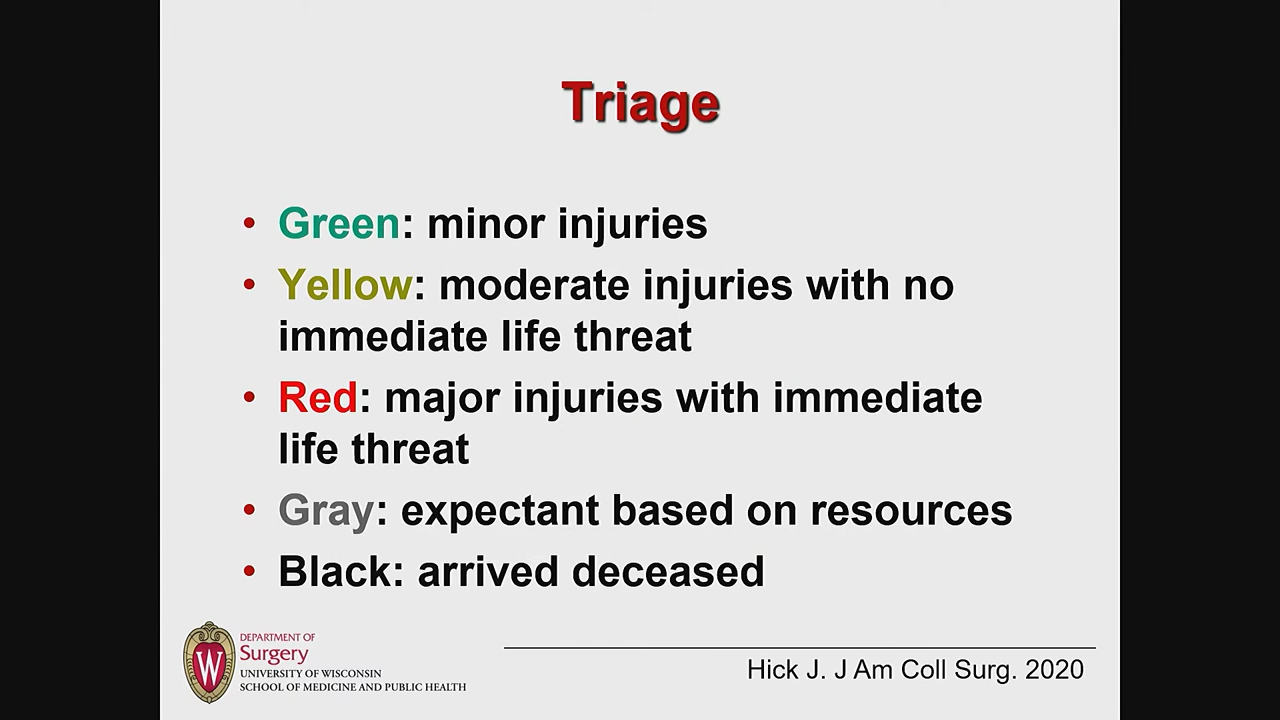 Triage
• Green: minor injuries
• Yellow: moderate injuries with no
immediate life threat
• Red: major injuries with immediate
life threat
• Gray: expectant based on resources
• Black: arrived deceased
W
DEPARTMENT OF
Surgery
UNIVERSITY OF WISCONSIN
SCHOOL OF MEDICINE AND PUBLIC HEALTH
Hick J. J Am Coll Surg. 2020